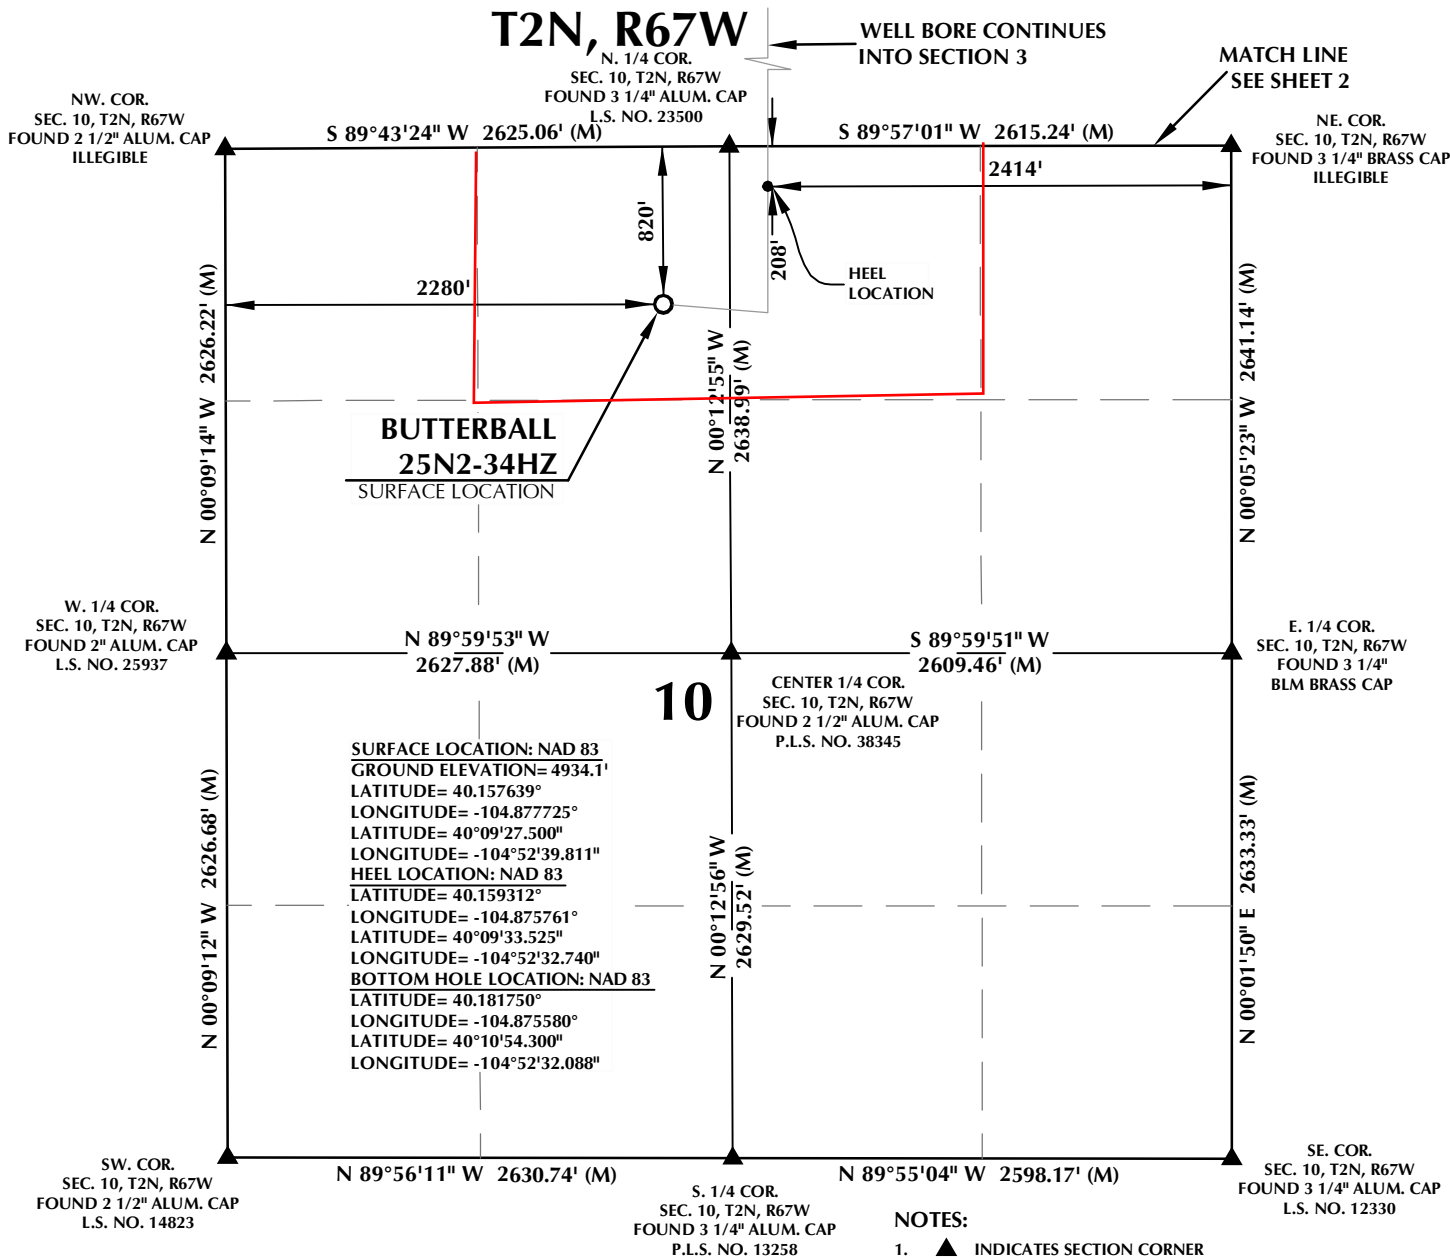 T2N, R67W
WELL BORE CONTINUES
INTO SECTION 3
MATCH LINE
SEE SHEET 2
N. 1/4 COR.
SEC. 10, T2N, R67W
FOUND 3 1/4" ALUM. CAP
L.S. NO. 23500
NW. COR.
SEC. 10, T2N, R67W
FOUND 2 1/2" ALUM. CAP
ILLEGIBLE
NE. COR.
SEC. 10, T2N, R67W
FOUND 3 1/4" BRASS CAP
ILLEGIBLE
S 89°43'24" W 2625.06' (M)
S 89°57'01" W 2615.24' (M)
2414'
820'
208'
HEEL
LOCATION
2280'
N 00°09'14" W 2626.22' (M)
N 00°12'55" W
2638.99' (M)
N 00°05'23" W 2641.14' (M)
BUTTERBALL
25N2-34HZ
SURFACE LOCATION
W. 1/4 COR.
SEC. 10, T2N, R67W
FOUND 2" ALUM. CAP
L.S. NO. 25937
N 89°59'53" W
2627.88' (M)
S 89°59'51" W
2609.46' (M)
E. 1/4 COR.
SEC. 10, T2N, R67W
FOUND 3 1/4"
BLM BRASS CAP
10
CENTER 1/4 COR.
SEC. 10, T2N, R67W
FOUND 2 1/2" ALUM. CAP
P.L.S. NO. 38345
SURFACE LOCATION: NAD 83
GROUND ELEVATION= 4934.1'
LATITUDE= 40.157639°
LONGITUDE= -104.877725°
LATITUDE= 40°09'27.500"
LONGITUDE= -104°52'39.811"
HEEL LOCATION: NAD 83
LATITUDE= 40.159312°
LONGITUDE= -104.875761°
LATITUDE= 40°09'33.525"
LONGITUDE= -104°52'32.740"
BOTTOM HOLE LOCATION: NAD 83
LATITUDE= 40.181750°
LONGITUDE= -104.875580°
LATITUDE= 40°10'54.300"
LONGITUDE= -104°52'32.088"
N 00°09'12" W 2626.68' (M)
N 00°12'56" W
2629.52' (M)
N 00°01'50" E 2633.33' (M)
SW. COR.
SEC. 10, T2N, R67W
FOUND 2 1/2" ALUM. CAP
L.S. NO. 14823
N 89°56'11" W 2630.74' (M)
N 89°55'04" W 2598.17' (M)
SE. COR.
SEC. 10, T2N, R67W
FOUND 3 1/4" ALUM. CAP
L.S. NO. 12330
S. 1/4 COR.
SEC. 10, T2N, R67W
FOUND 3 1/4" ALUM. CAP
P.L.S. NO. 13258
NOTES:
1. ▲ INDICATES SECTION CORNER